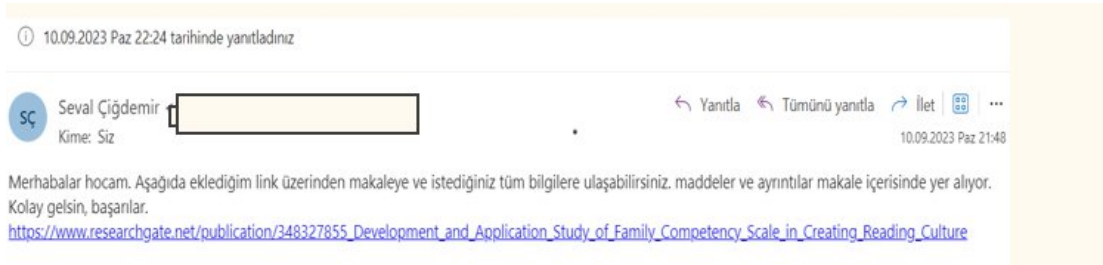 10.09.2023 Paz 22:24 tarihinde yanıtladınız
SÇ Seval Çiğdemir
Yanıtla Tümünü yanıtla İlet
Kime: Siz
10.09.2023 Paz 21:48
Merhabalar hocam. Aşağıda eklediğim link üzerinden makaleye ve istediğiniz tüm bilgilere ulaşabilirsiniz. maddeler ve ayrıntılar makale içerisinde yer alıyor.
Kolay gelsin, başarılar.
https://www.researchgate.net/publication/348327855_Development_and_Application_Study_of_Family_Competency_Scale_in_Creating_Reading_Culture